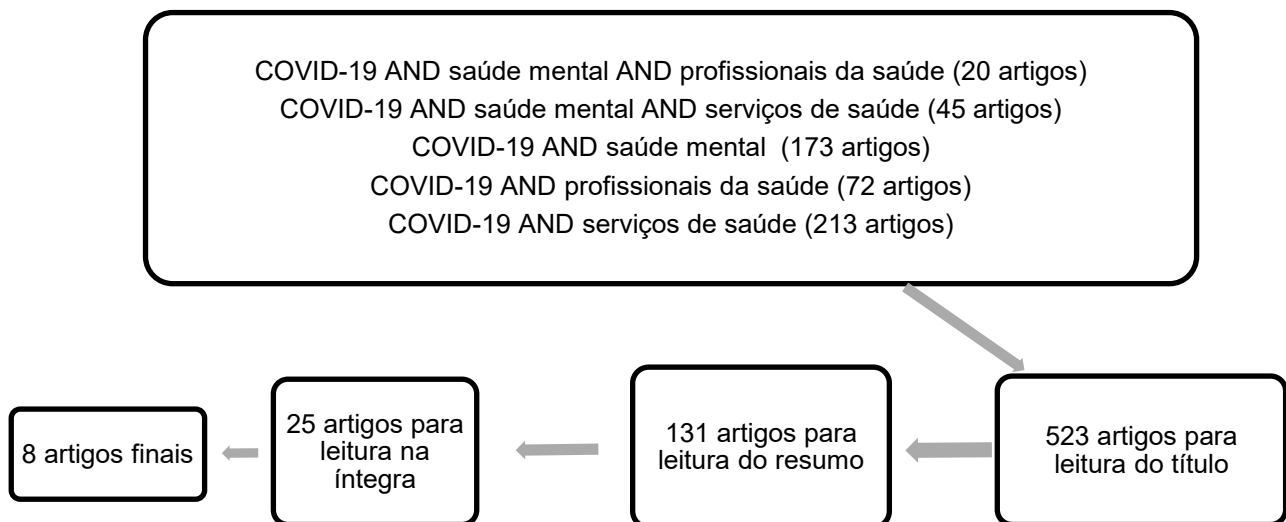 COVID-19 AND saúde mental AND profissionais da saúde (20 artigos)
COVID-19 AND saúde mental AND serviços de saúde (45 artigos)
COVID-19 AND saúde mental (173 artigos)
COVID-19 AND profissionais da saúde (72 artigos)
COVID-19 AND serviços de saúde (213 artigos)
523 artigos para
leitura do título
131 artigos para
leitura do resumo
25 artigos para
leitura na
íntegra
8 artigos finais